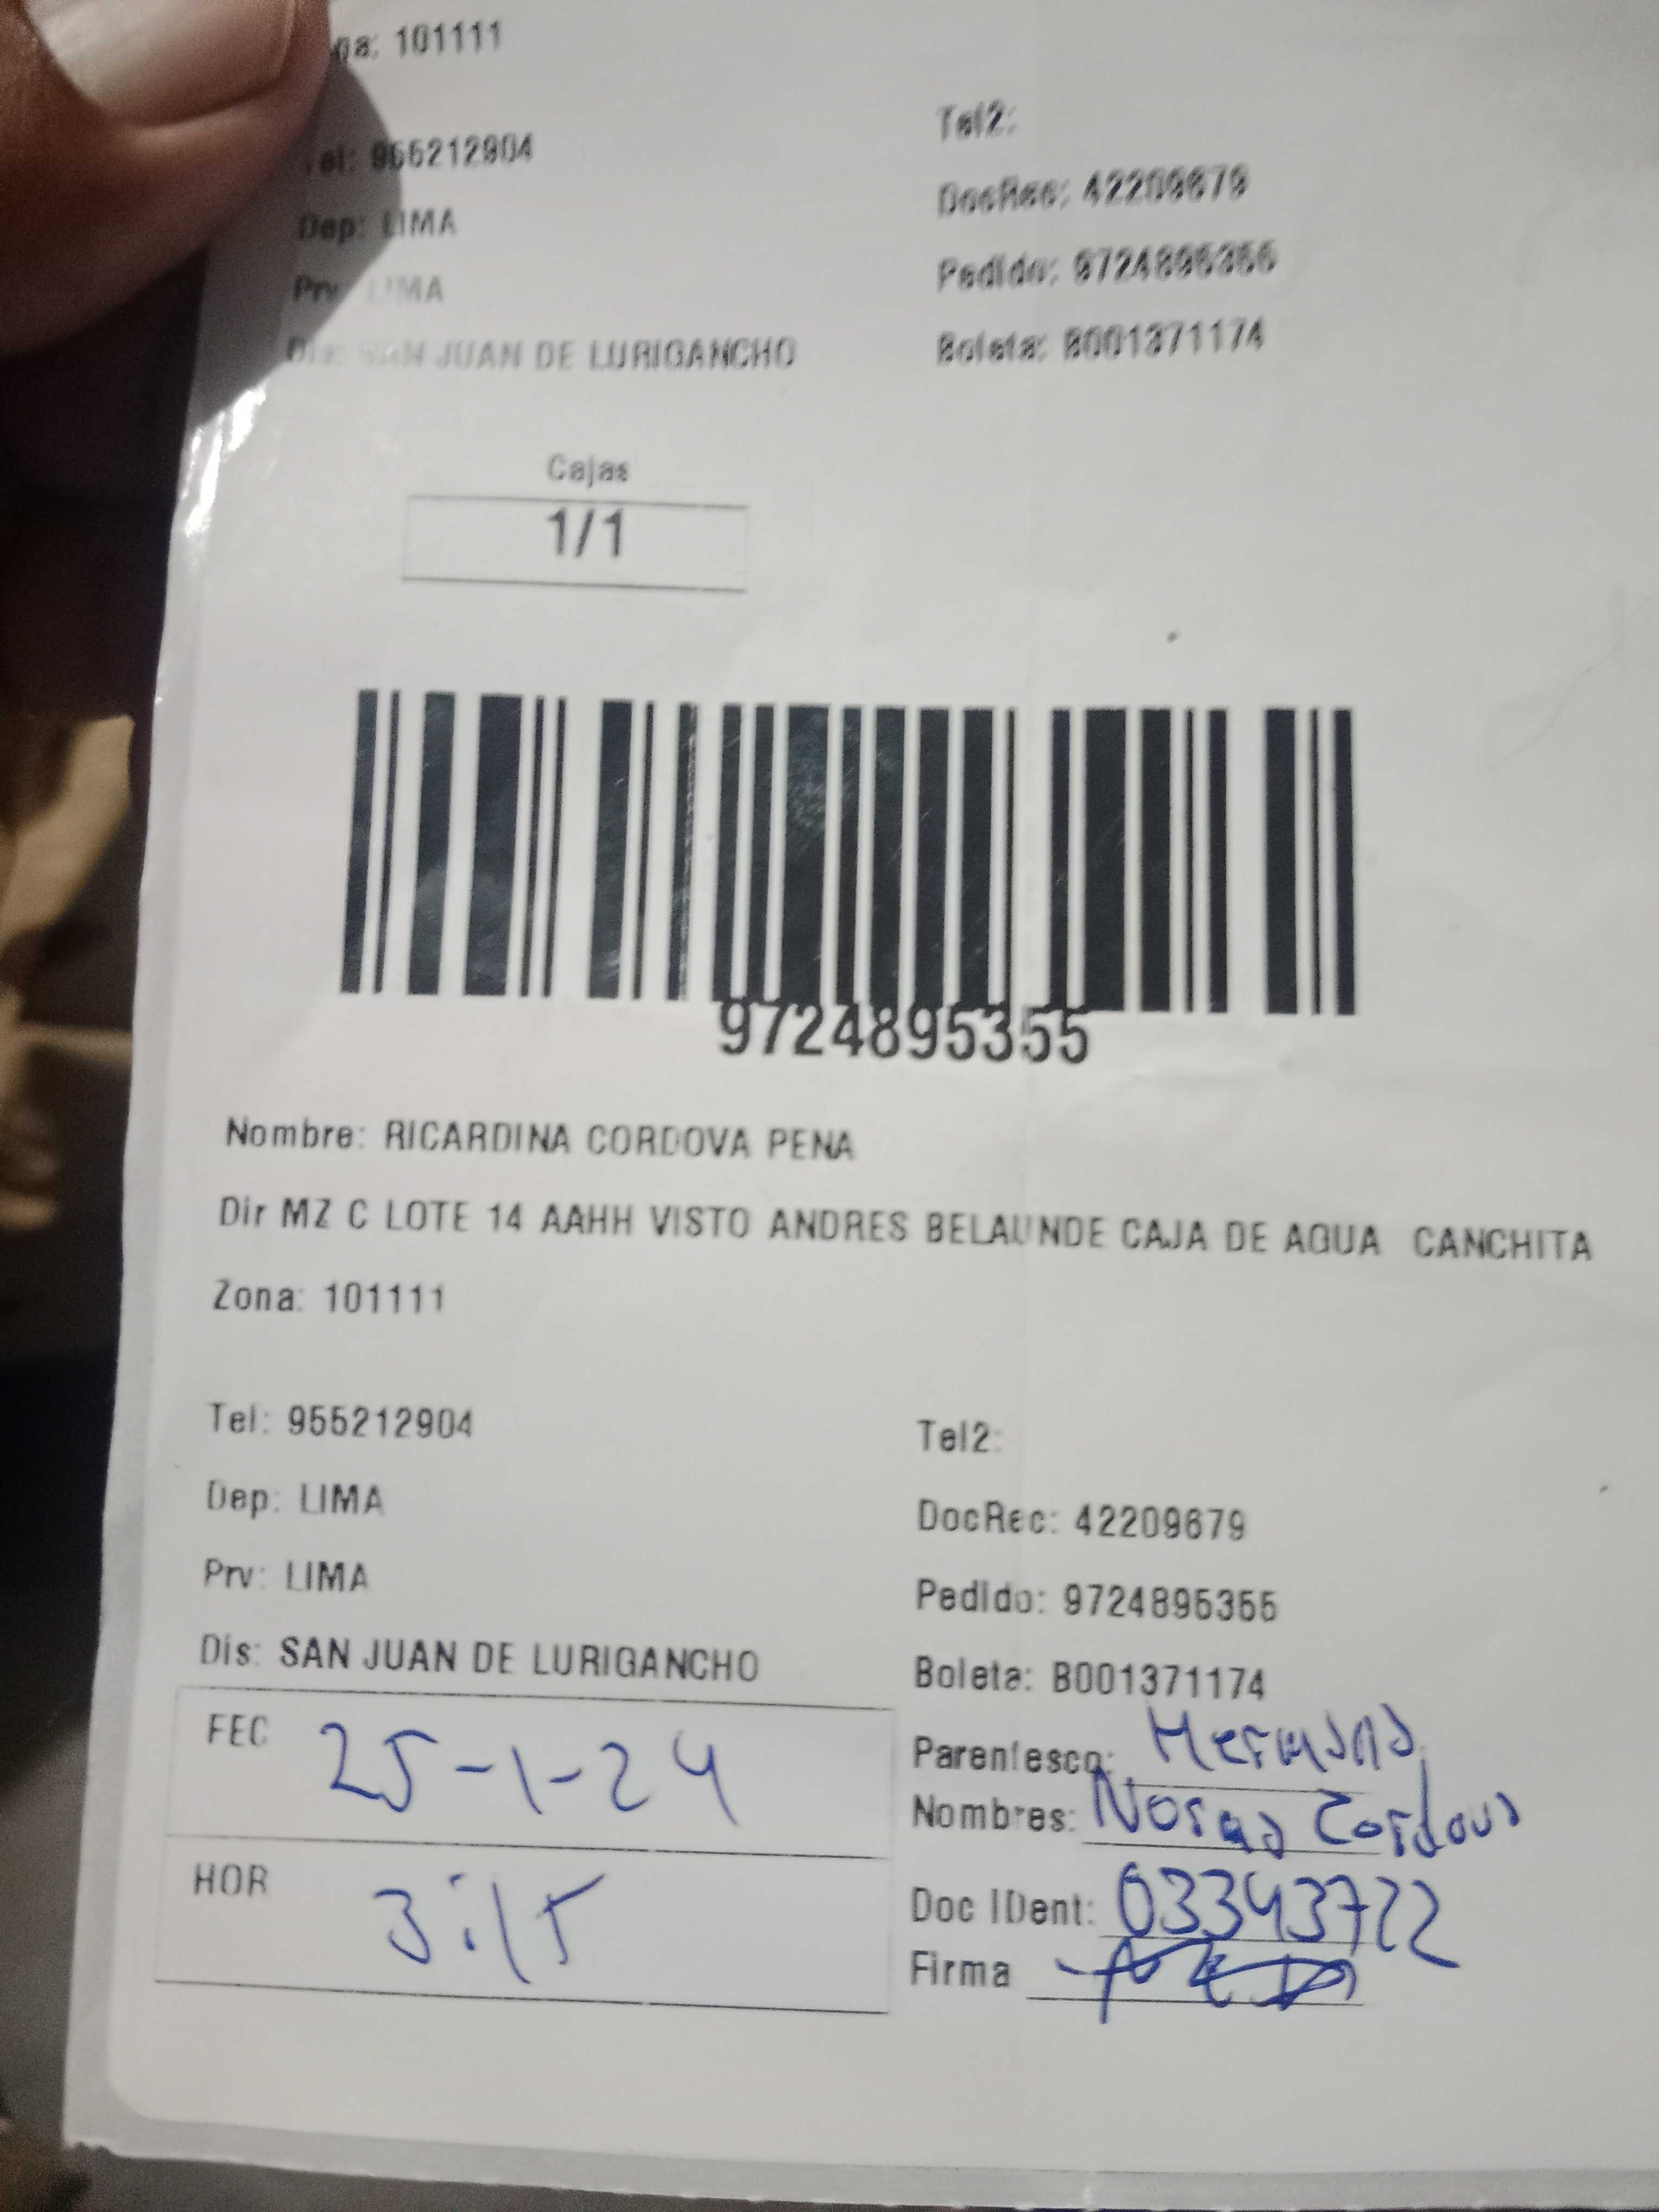 na: 101111
Tel: 955212904
Tel2:
Dep: LIMA
DocRec: 42209679
Prv: LIMA
Pedido: 9724895355
Dis: SAN JUAN DE LURIGANCHO
Boleta: B001371174
Cajas
1/1
9724895355
Nombre: RICARDINA CORDOVA PENA
Dir MZ C LOTE 14 AAHH VISTO ANDRES BELAUNDE CAJA DE AGUA CANCHITA
Zona: 101111
Tel: 955212904
Tel2:
Dep: LIMA
DocRec: 42209679
Prv: LIMA
Pedido: 9724895355
Dis: SAN JUAN DE LURIGANCHO
Boleta: B001371174
FEC 25-1-24
Parentesco: Hermana
Nombres: Cordova
HOR 3:15
Doc IDent: 03343722
Firma